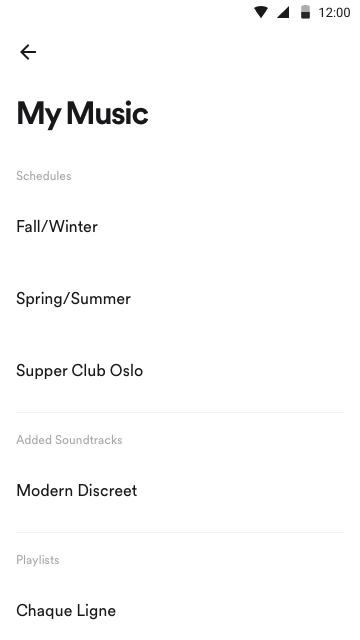 12:00
My Music
Schedules
Fall/Winter
Spring/Summer
Supper Club Oslo
Added Soundtracks
Modern Discreet
Playlists
Chaque Ligne